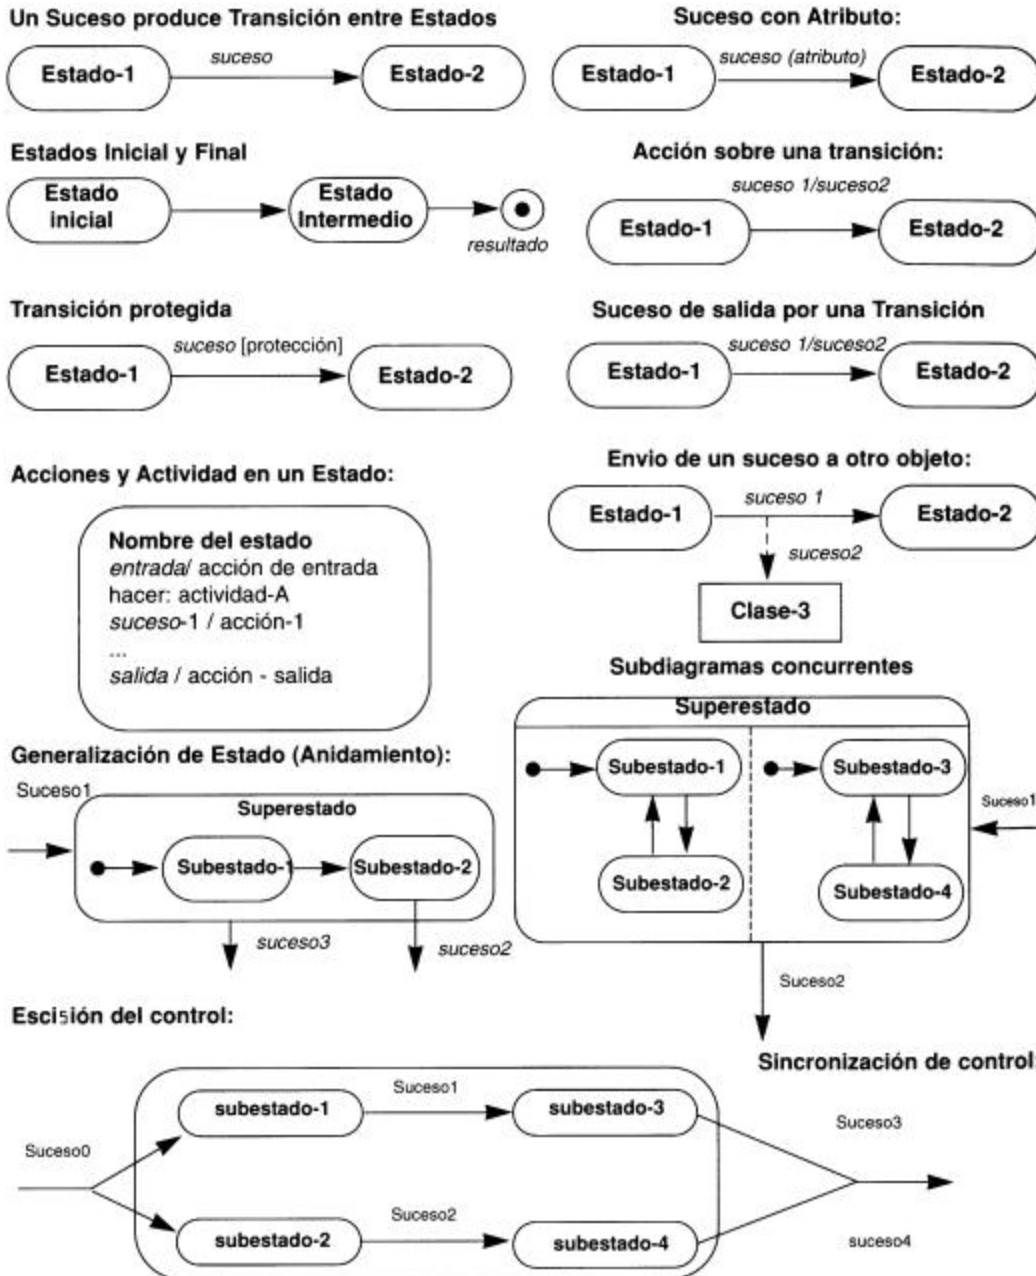 Un Suceso produce Transición entre Estados
Estado-1
suceso
Estado-2
Suceso con Atributo:
Estado-1
suceso (atributo)
Estado-2
Estados Inicial y Final
Estado
inicial
Estado
Intermedio
resultado
Acción sobre una transición:
suceso 1/suceso2
Estado-1
Estado-2
Transición protegida
suceso [protección]
Estado-1
Estado-2
Suceso de salida por una Transición
suceso 1/suceso2
Estado-1
Estado-2
Acciones y Actividad en un Estado:
Nombre del estado
entrada/ acción de entrada
hacer: actividad-A
suceso-1 / acción-1
...
salida / acción - salida
Envio de un suceso a otro objeto:
Estado-1
suceso 1
Estado-2
suceso2
Clase-3
Generalización de Estado (Anidamiento):
Suceso1
Superestado
Subestado-1
Subestado-2
suceso3
suceso2
Subdiagramas concurrentes
Superestado
Subestado-1
Subestado-3
Suceso1
Subestado-2
Subestado-4
Suceso2
Esci5ión del control:
Sincronización de control
Suceso0
subestado-1
Suceso1
subestado-3
Suceso3
subestado-2
Suceso2
subestado-4
suceso4